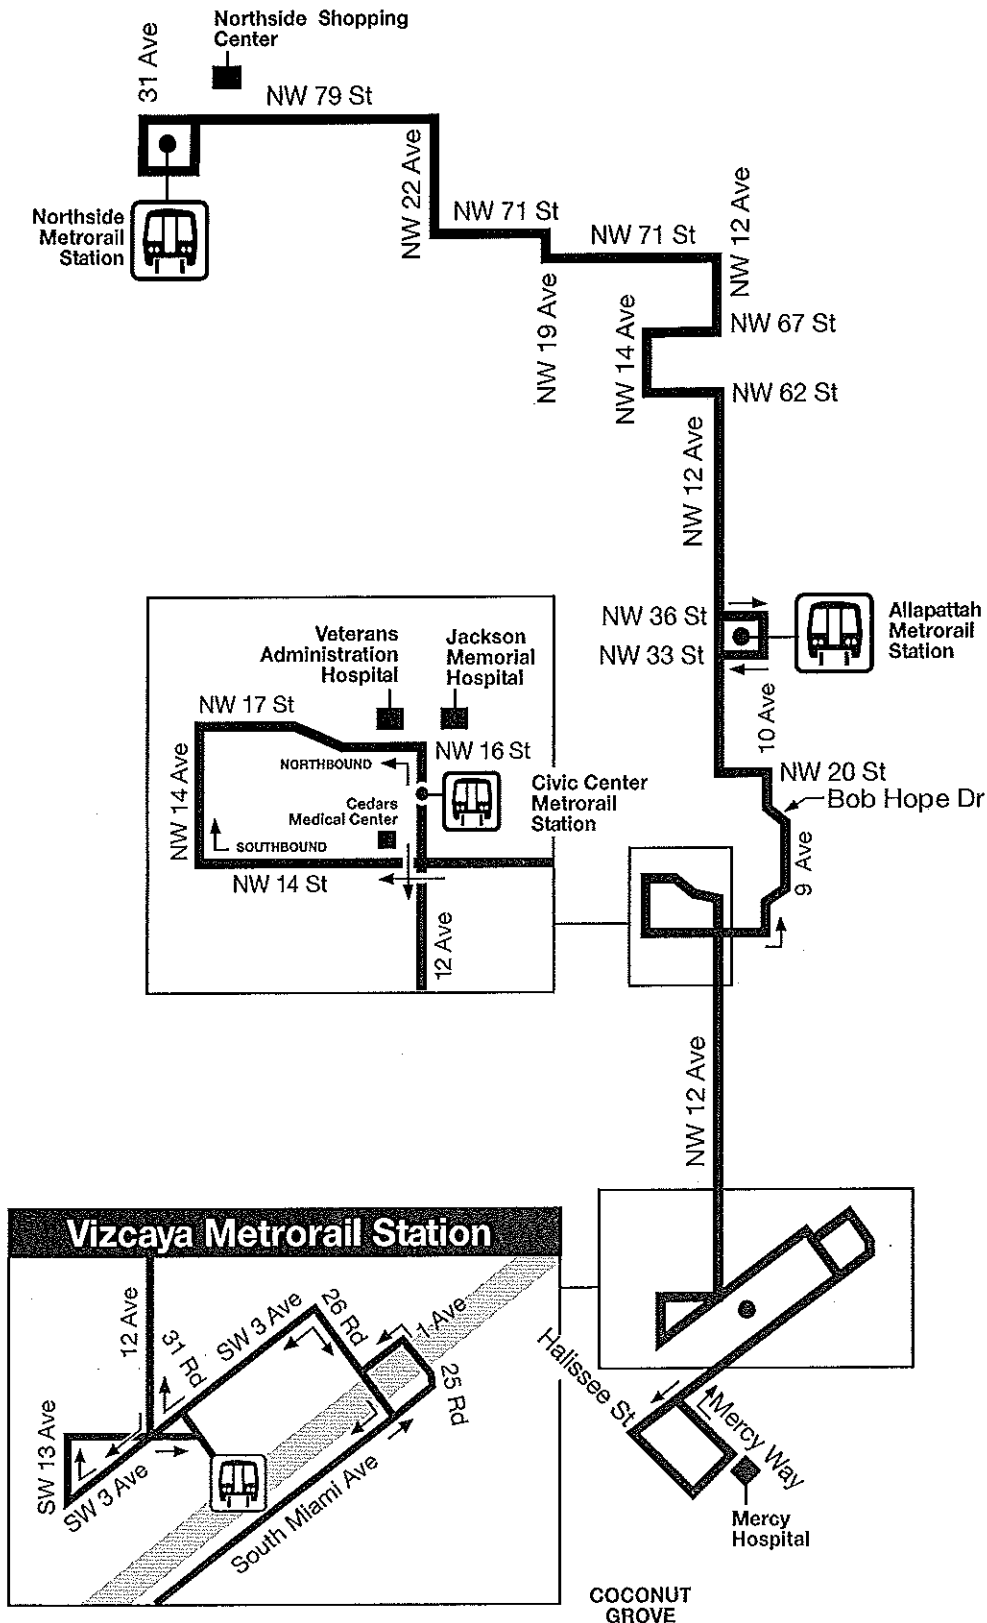 Northside Shopping
Center
31 Ave
NW 79 St
NW 22 Ave
Northside
Metrorail
Station
NW 71 St
NW 71 St
NW 12 Ave
NW 19 Ave
NW 14 Ave
NW 67 St
NW 62 St
NW 12 Ave
NW 36 St
NW 33 St
Allapattah
Metrorail
Station
10 Ave
NW 20 St
Bob Hope Dr
9 Ave
Veterans
Administration
Hospital
Jackson
Memorial
Hospital
NW 17 St
NW 16 St
NORTHBOUND
NW 14 Ave
Cedars
Medical Center
Civic Center
Metrorail
Station
SOUTHBOUND
NW 14 St
12 Ave
NW 12 Ave
Vizcaya Metrorail Station
12 Ave
31 Rd
SW 3 Ave
26 Rd
1 Ave
25 Rd
SW 13 Ave
SW 3 Ave
South Miami Ave
Halissee St
Mercy Way
Mercy
Hospital
COCONUT
GROVE